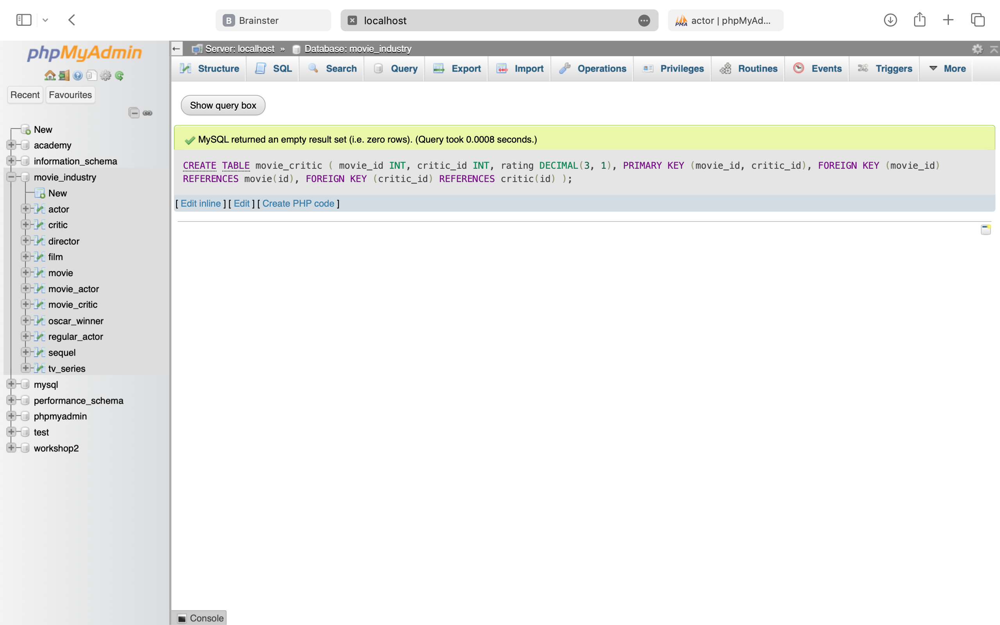 B Brainster
localhost
PMA actor | phpMyAd...
phpMyAdmin
Recent Favourites
New
academy
information_schema
movie_industry
New
actor
critic
director
film
movie
movie_actor
movie_critic
oscar_winner
regular_actor
sequel
tv_series
mysql
performance_schema
phpmyadmin
test
workshop2
Server: localhost » Database: movie_industry
Structure SQL Search Query Export Import Operations Privileges Routines Events Triggers More
Show query box
MySQL returned an empty result set (i.e. zero rows). (Query took 0.0008 seconds.)
CREATE TABLE movie_critic ( movie_id INT, critic_id INT, rating DECIMAL(3, 1), PRIMARY KEY (movie_id, critic_id), FOREIGN KEY (movie_id)
REFERENCES movie(id), FOREIGN KEY (critic_id) REFERENCES critic(id) );
[ Edit inline ] [ Edit ] [ Create PHP code ]
Console